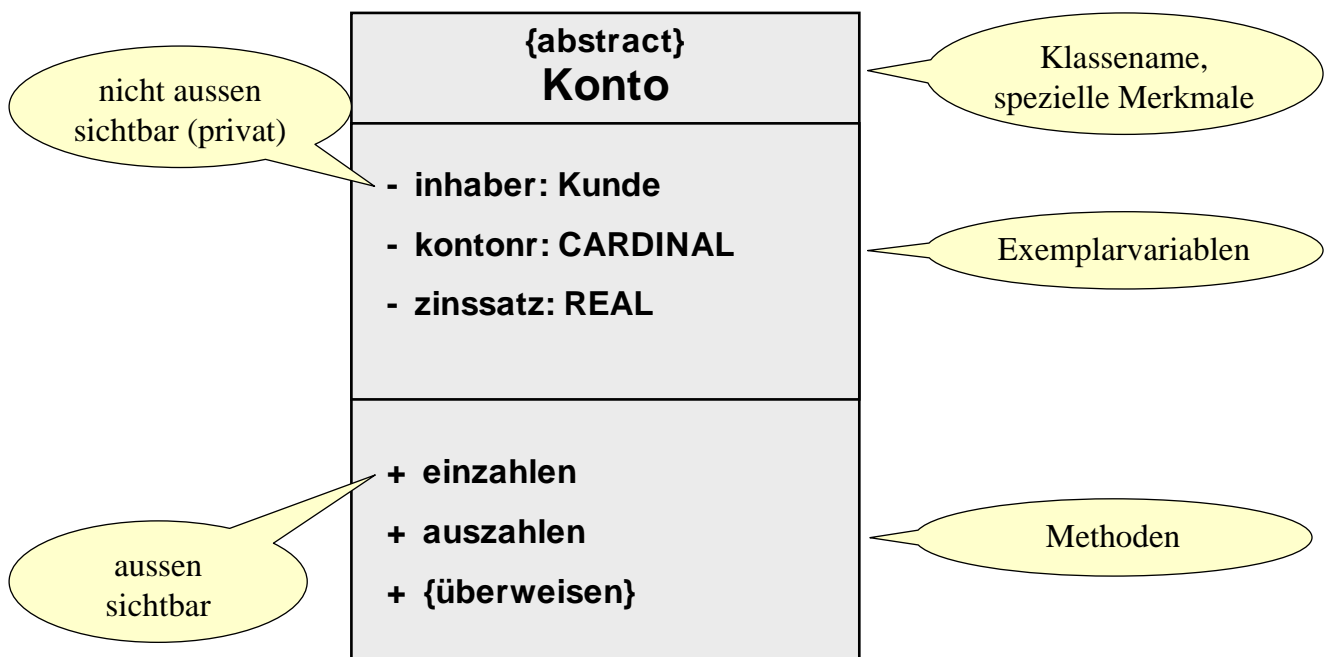 {abstract}
Konto
nicht aussen
sichtbar (privat)
Klassenname,
spezielle Merkmale
- inhaber: Kunde
- kontonr: CARDINAL
- zinssatz: REAL
Exemplarvariablen
+ einzahlen
+ auszahlen
+ {überweisen}
aussen
sichtbar
Methoden